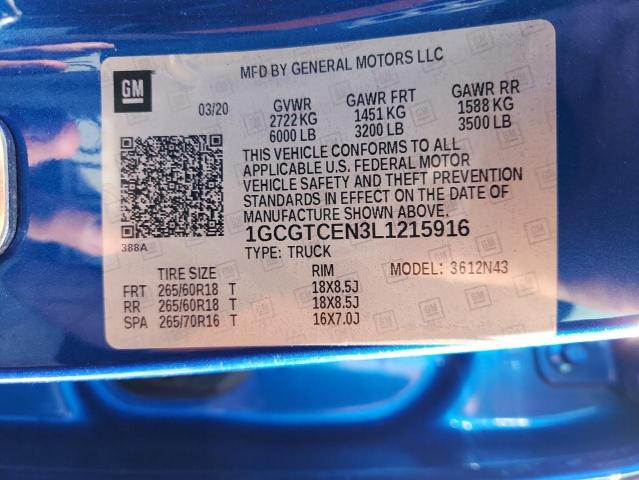 MFD BY GENERAL MOTORS LLC
GM
03/20 GVWR GAWR FRT GAWR RR
2722 KG 1451 KG 1588 KG
6000 LB 3200 LB 3500 LB
THIS VEHICLE CONFORMS TO ALL
APPLICABLE U.S. FEDERAL MOTOR
VEHICLE SAFETY AND THEFT PREVENTION
STANDARDS IN EFFECT ON THE DATE OF
MANUFACTURE SHOWN ABOVE.
388A
1GCGTCEN3L1215916
TYPE: TRUCK
TIRE SIZE RIM MODEL: 3612N43
FRT 265/60R18 T 18X8.5J
RR 265/60R18 T 18X8.5J
SPA 265/70R16 T 16X7.0J